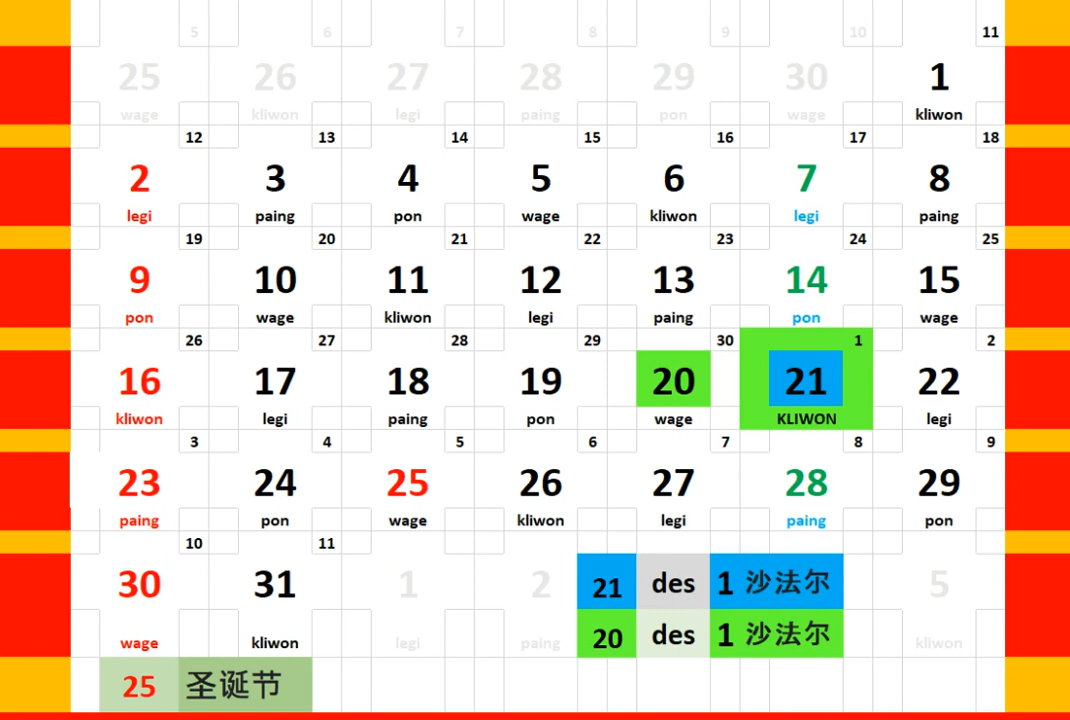 5 6 7 8 9 10 11
25 26 27 28 29 30 1
wage kliwon legi paing pon wage kliwon
12 13 14 15 16 17 18
2 3 4 5 6 7 8
legi paing pon wage kliwon legi paing
19 20 21 22 23 24 25
9 10 11 12 13 14 15
pon wage kliwon legi paing pon wage
26 27 28 29 30 1 2
16 17 18 19 20 21 22
kliwon legi paing pon wage KLIWON legi
3 4 5 6 7 8 9
23 24 25 26 27 28 29
paing pon wage kliwon legi paing pon
10 11
30 31 1 2 21 des 1 沙法尔 5
wage kliwon legi paing 20 des 1 沙法尔 kliwon
25 圣诞节